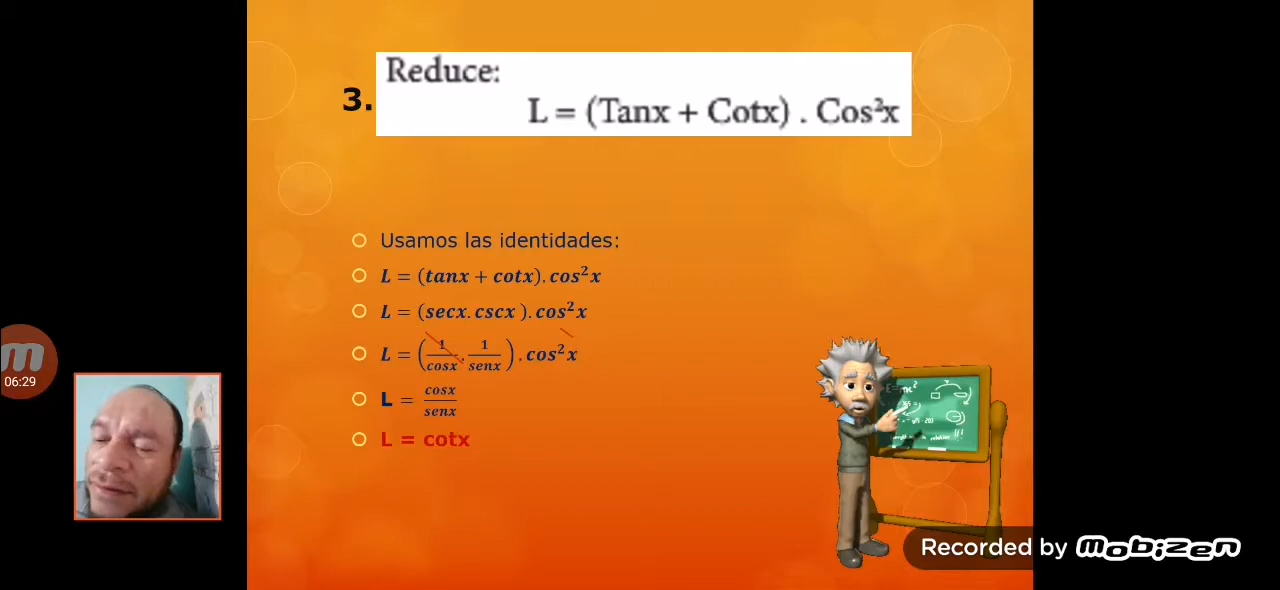 Reduce:
3.
L = (Tanx + Cotx) . Cos²x
Usamos las identidades:
L = (tanx + cotx). cos²x
L = (secx. cscx ). cos²x
L = (1/cosx . 1/senx) . cos²x
L = cosx/senx
L = cotx
06:29
Recorded by mobizen